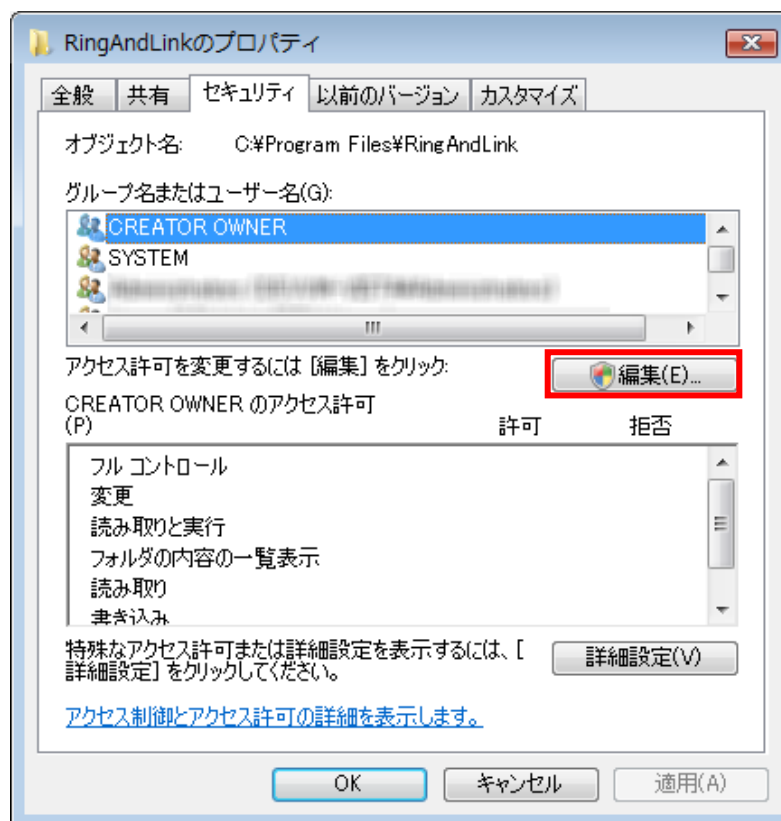 RingAndLinkのプロパティ
全般 共有 セキュリティ 以前のバージョン カスタマイズ
オブジェクト名: C:¥Program Files¥RingAndLink
グループ名またはユーザー名(G):
CREATOR OWNER
SYSTEM
アクセス許可を変更するには [編集] をクリック:
編集(E)...
CREATOR OWNER のアクセス許可
(P) 許可 拒否
フル コントロール
変更
読み取りと実行
フォルダの内容の一覧表示
読み取り
書き込み
特殊なアクセス許可または詳細設定を表示するには、[
詳細設定] をクリックしてください。
詳細設定(V)
アクセス制御とアクセス許可の詳細を表示します。
OK キャンセル 適用(A)